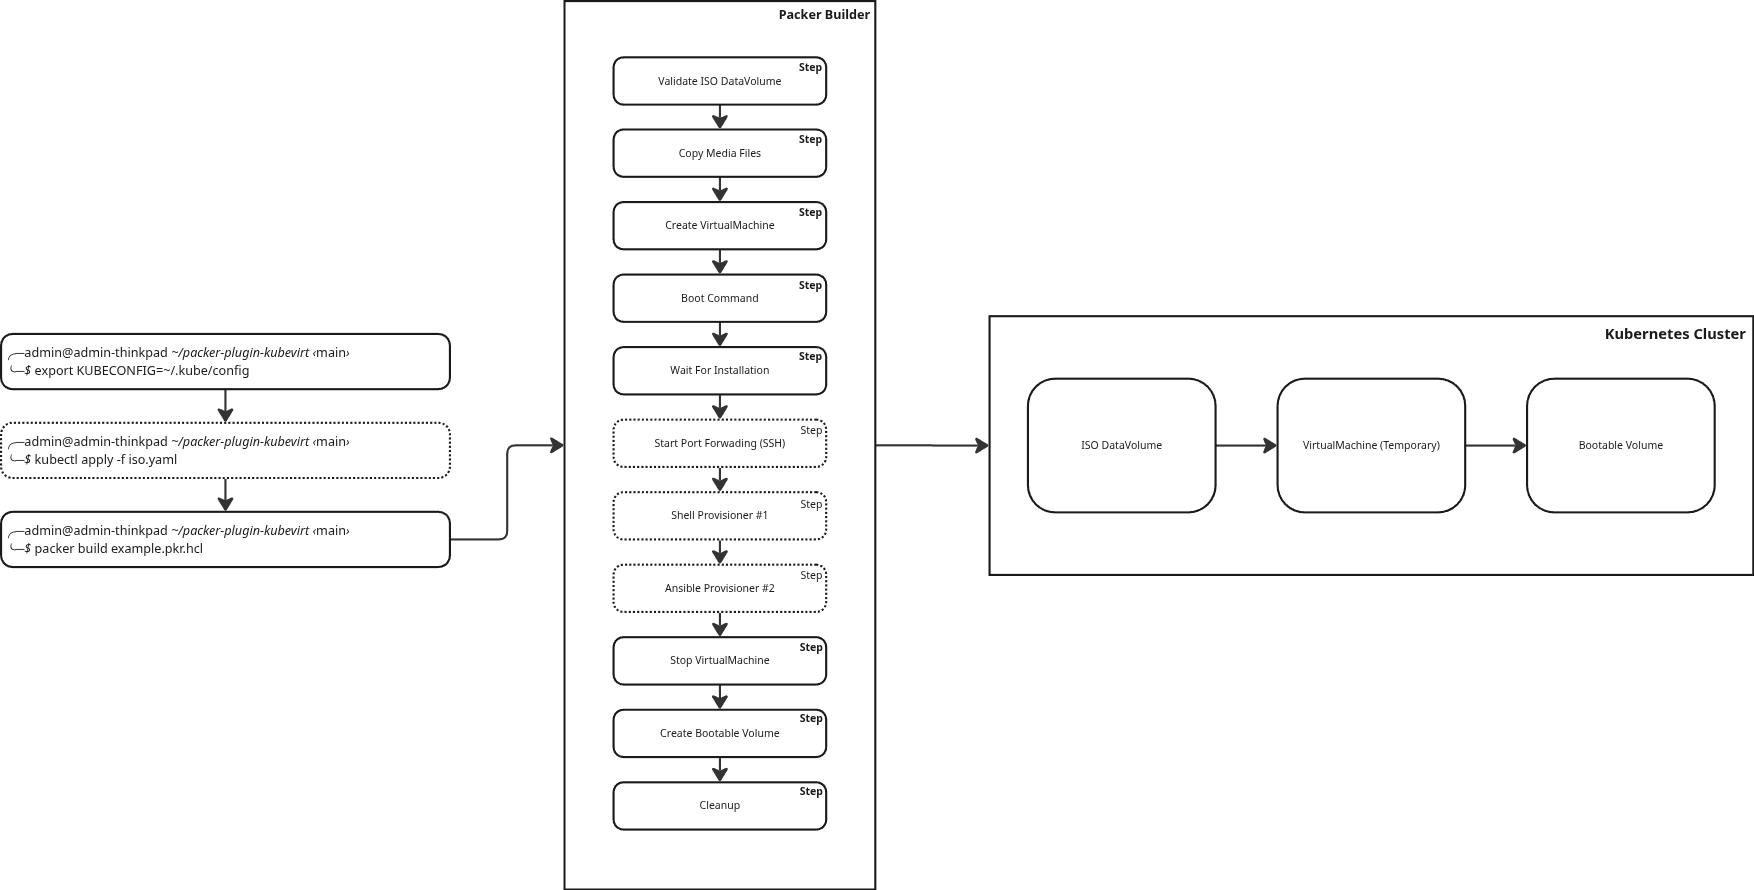 ╭─admin@admin-thinkpad ~/packer-plugin-kubevirt ‹main›
╰─$ export KUBECONFIG=~/.kube/config
╭─admin@admin-thinkpad ~/packer-plugin-kubevirt ‹main›
╰─$ kubectl apply -f iso.yaml
╭─admin@admin-thinkpad ~/packer-plugin-kubevirt ‹main›
╰─$ packer build example.pkr.hcl
Packer Builder
Step
Validate ISO DataVolume
Step
Copy Media Files
Step
Create VirtualMachine
Step
Boot Command
Step
Wait For Installation
Step
Start Port Forwading (SSH)
Step
Shell Provisioner #1
Step
Ansible Provisioner #2
Step
Stop VirtualMachine
Step
Create Bootable Volume
Step
Cleanup
Kubernetes Cluster
ISO DataVolume
VirtualMachine (Temporary)
Bootable Volume